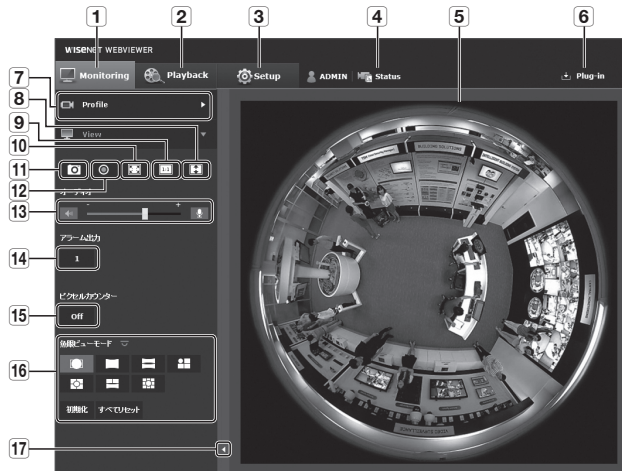 1 2 3 4 5 6
WISENET WEBVIEWER
Monitoring Playback Setup ADMIN Status Plug-in
7 Profile
8 View
9
10
11 1:1
12 オーディオ
13 - +
アラーム出力
14 1
ピクセルカウンター
15 Off
魚眼ビューモード
16
初期化 すべてリセット
17